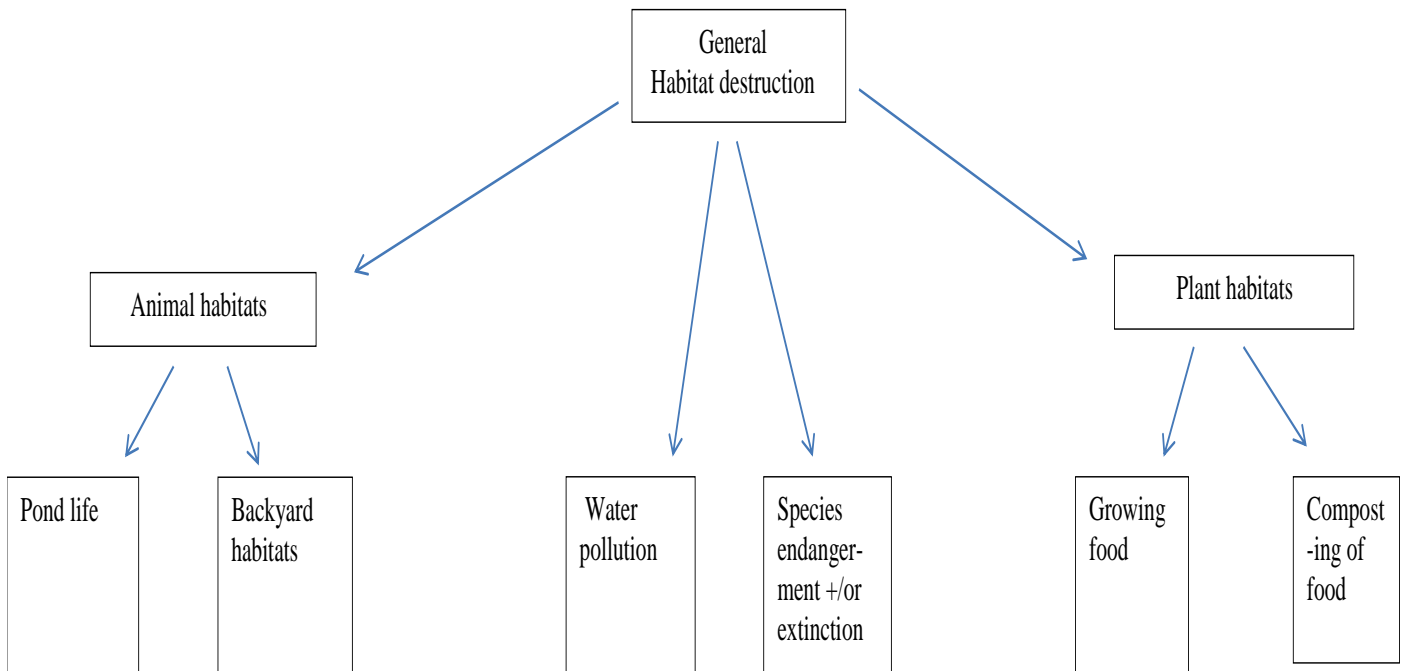 General
Habitat destruction
Animal habitats
Plant habitats
Pond life
Backyard
habitats
Water
pollution
Species
endanger-
ment +/or
extinction
Growing
food
Compost
-ing of
food